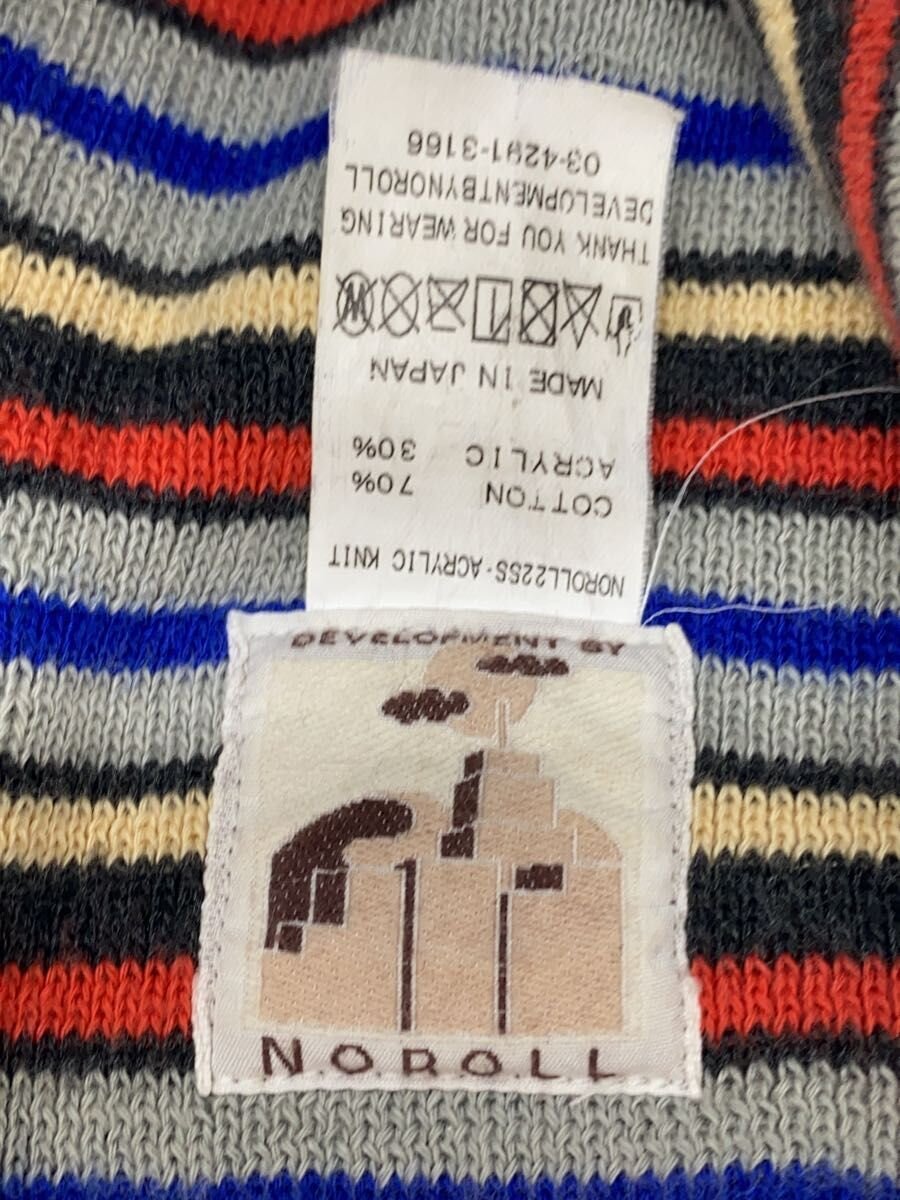 NOROLL22SS-ACRYLIC KNIT
COTTON 70%
ACRYLIC 30%
MADE IN JAPAN
THANK YOU FOR WEARING
DEVELOPMENTBYNOROLL
03-4291-3166
DEVELOPMENT BY
N.O.R.O.L.L